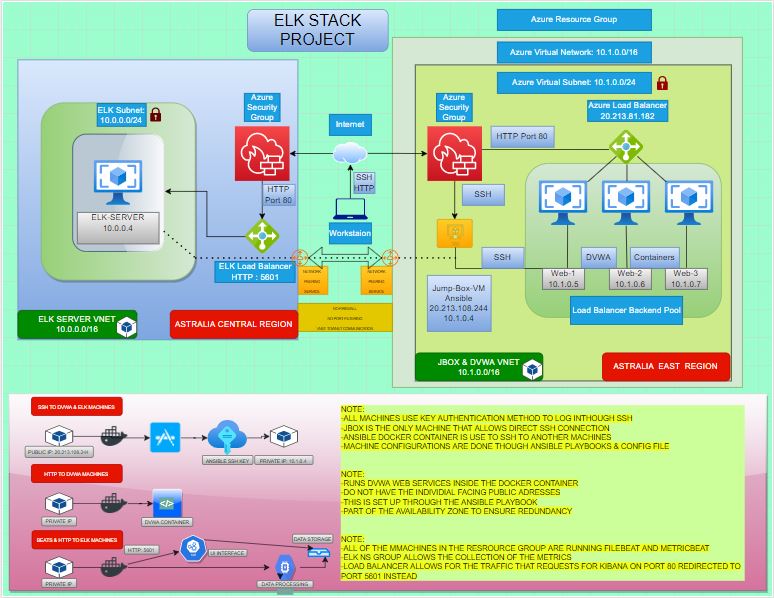 ELK STACK
PROJECT
Azure Resource Group
Azure Virtual Network: 10.1.0.0/16
Azure Virtual Subnet: 10.1.0.0/24
ELK Subnet:
10.0.0.0/24
Azure
Security
Group
Internet
Azure
Security
Group
Azure Load Balancer
20.213.81.182
HTTP Port 80
SSH
HTTP
HTTP
Port 80
SSH
ELK-SERVER
10.0.0.4
Workstaion
ELK Load Balancer
HTTP : 5601
SSH
DVWA
Containers
Web-1
10.1.0.5
Web-2
10.1.0.6
Web-3
10.1.0.7
NETWORK
PEERING
SERVICE
NETWORK
PEERING
SERVICE
Jump-Box-VM
Ansible
20.213.108.244
10.1.0.4
Load Balancer Backend Pool
NO FIREWALL
NO PORT FILTERING
VNET TO VNET COMMUNICATION
ELK SERVER VNET
10.0.0.0/16
ASTRALIA CENTRAL REGION
JBOX & DVWA VNET
10.1.0.0/16
ASTRALIA EAST REGION
SSH TO DVWA & ELK MACHINES
PUBLIC IP: 20.213.108.244
ANSIBLE SSH KEY
PRIVATE IP: 10.1.0.4
HTTP TO DVWA MACHINES
PRIVATE IP
DVWA CONTAINER
BEATS & HTTP TO ELK MACHINES
HTTP: 5601
UI INTERFACE
DATA STORAGE
PRIVATE IP
DATA PROCESSING
NOTE:
-ALL MACHINES USE KEY AUTHENTICATION METHOD TO LOG INTHOUGH SSH
-JBOX IS THE ONLY MACHINE THAT ALLOWS DIRECT SSH CONNECTION
-ANSIBLE DOCKER CONTAINER IS USE TO SSH TO ANOTHER MACHINES
-MACHINE CONFIGURATIONS ARE DONE THOUGH ANSIBLE PLAYBOOKS & CONFIG FILE
NOTE:
-RUNS DVWA WEB SERVICES INSIDE THE DOCKER CONTAINER
-DO NOT HAVE THE INDIVIDIAL FACING PUBLIC ADRESSES
-THIS IS SET UP THROUGH THE ANSIBLE PLAYBOOK
-PART OF THE AVAILABILITY ZONE TO ENSURE REDUNDANCY
NOTE:
-ALL OF THE MMACHINES IN THE RESROURCE GROUP ARE RUNNING FILEBEAT AND METRICBEAT
-ELK NS GROUP ALLOWS THE COLLECTION OF THE METRICS
-LOAD BALANCER ALLOWS FOR THE TRAFFIC THAT REQUESTS FOR KIBANA ON PORT 80 REDIRECTED TO
PORT 5601 INSTEAD